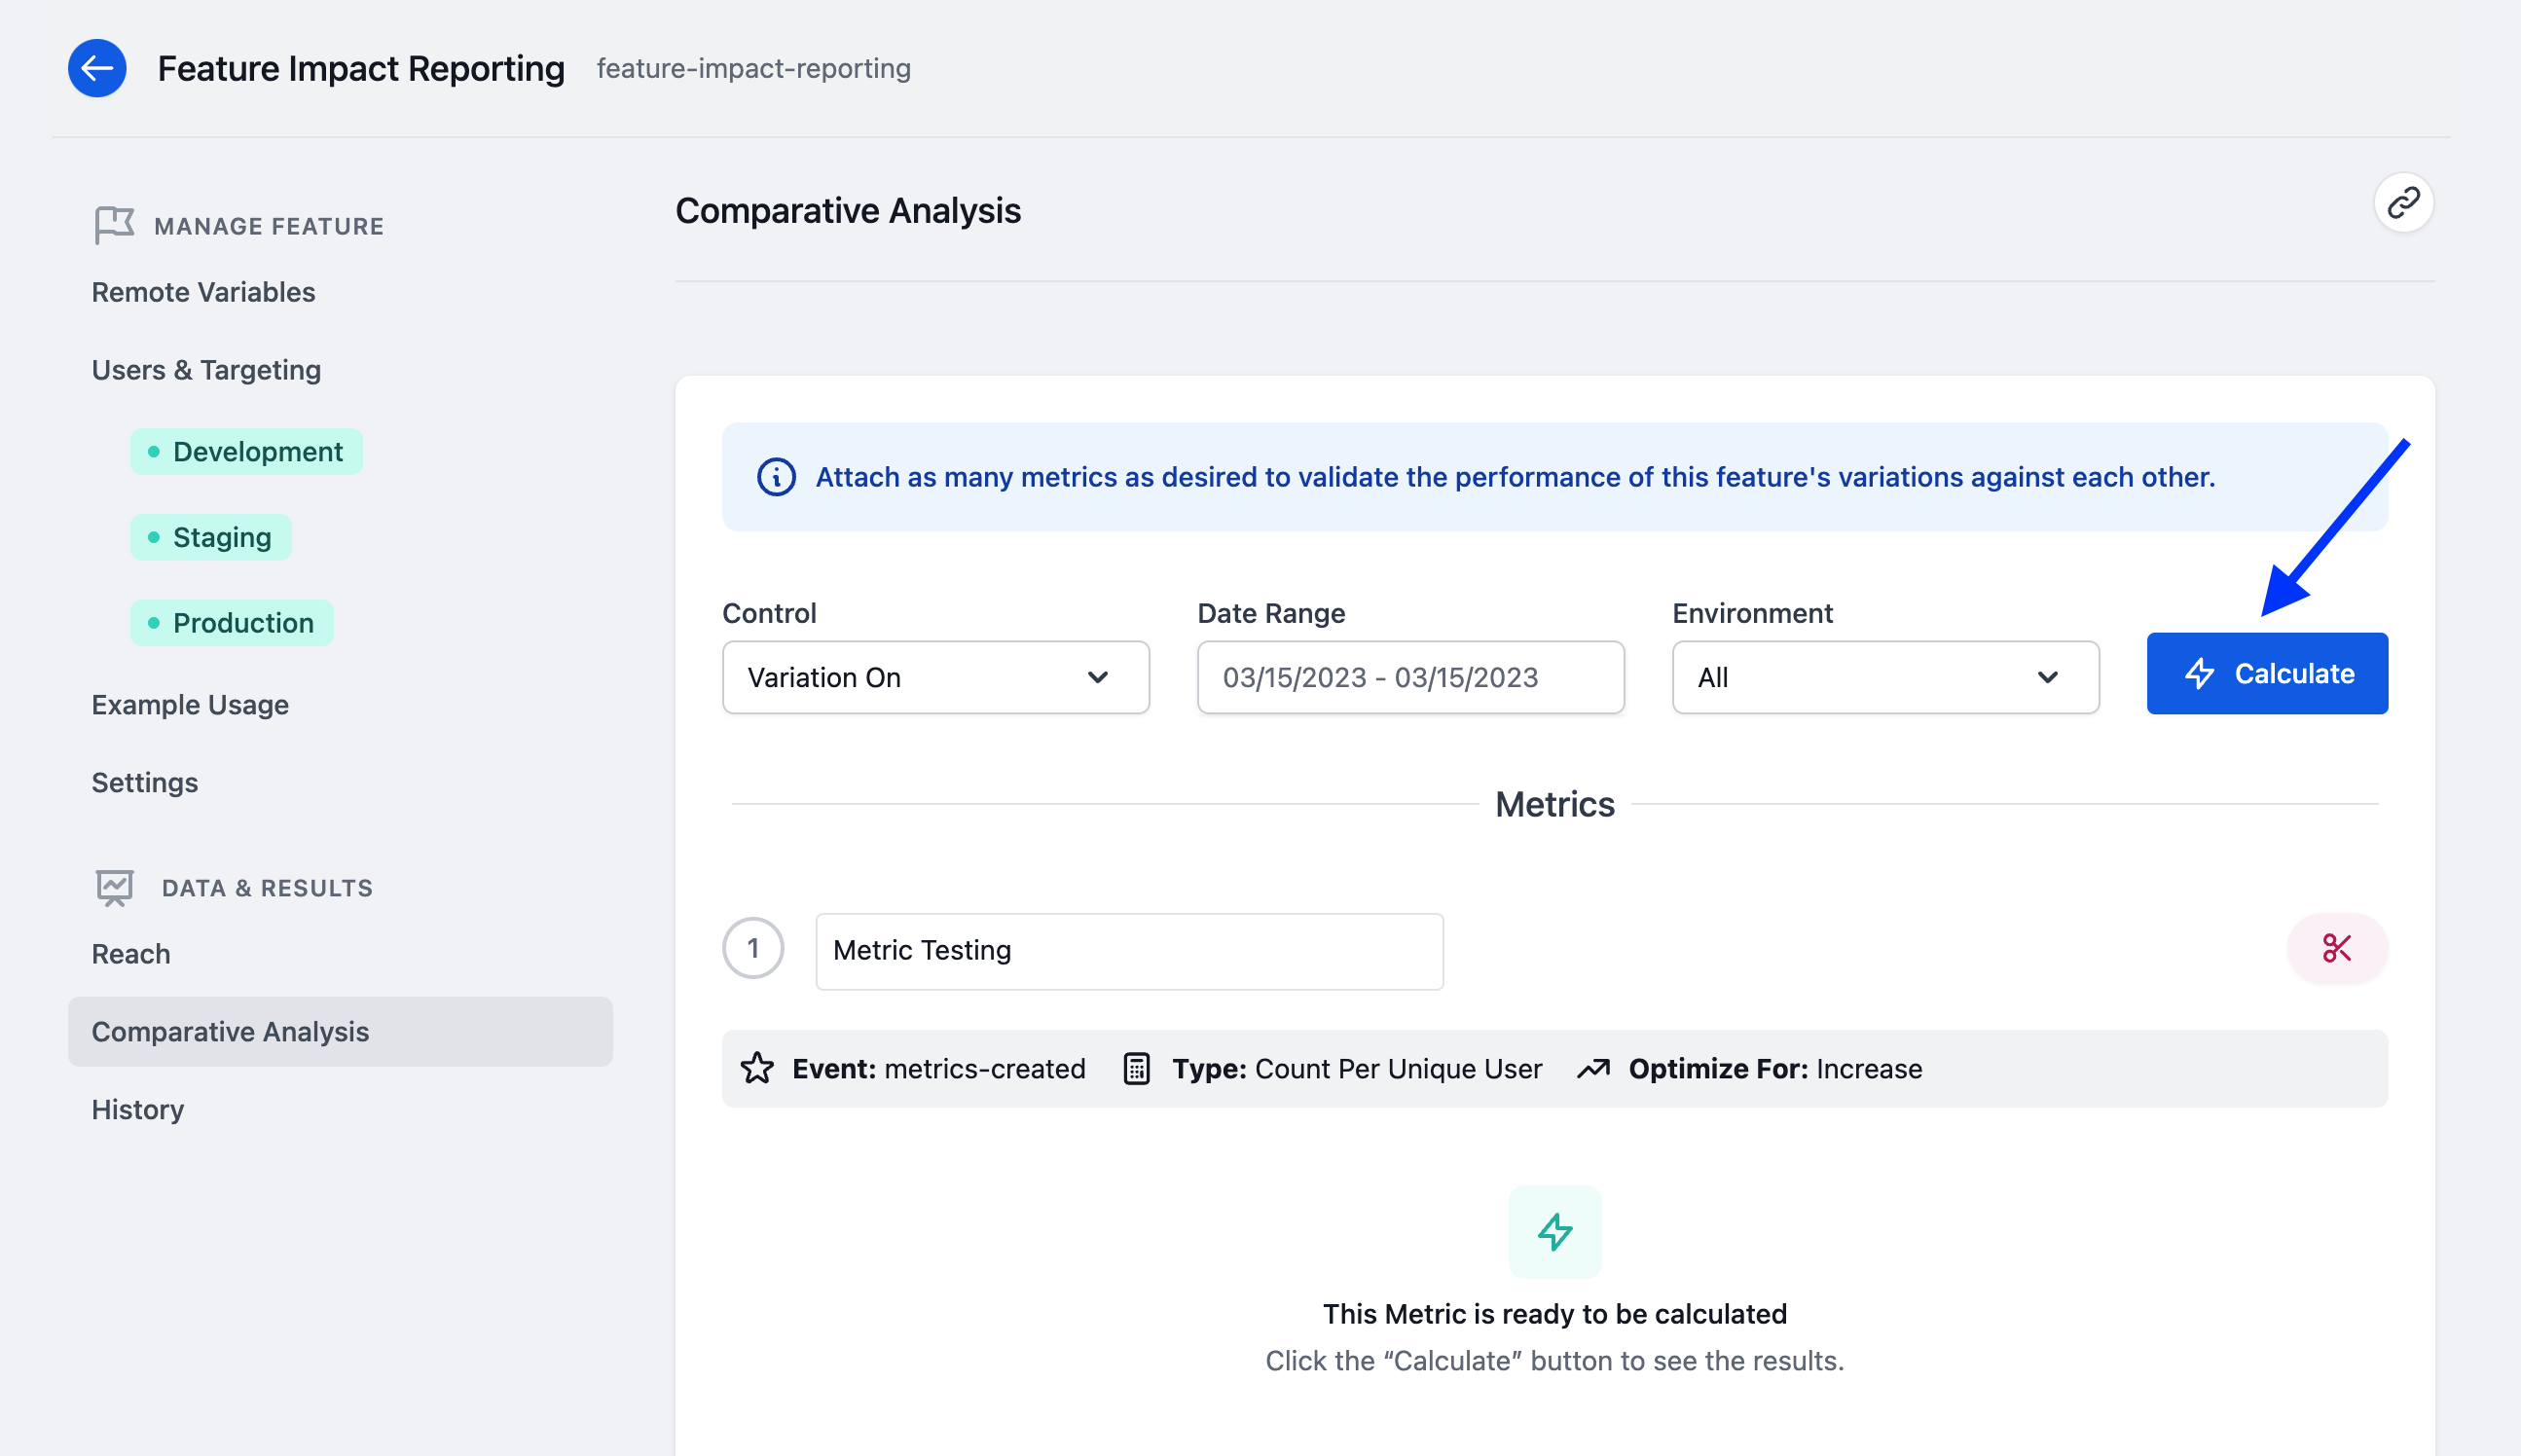 Feature Impact Reporting feature-impact-reporting
MANAGE FEATURE
Remote Variables
Users & Targeting
Development
Staging
Production
Example Usage
Settings
DATA & RESULTS
Reach
Comparative Analysis
History
Comparative Analysis
Attach as many metrics as desired to validate the performance of this feature's variations against each other.
Control Date Range Environment
Variation On 03/15/2023 - 03/15/2023 All Calculate
Metrics
1 Metric Testing
Event: metrics-created Type: Count Per Unique User Optimize For: Increase
This Metric is ready to be calculated
Click the “Calculate” button to see the results.